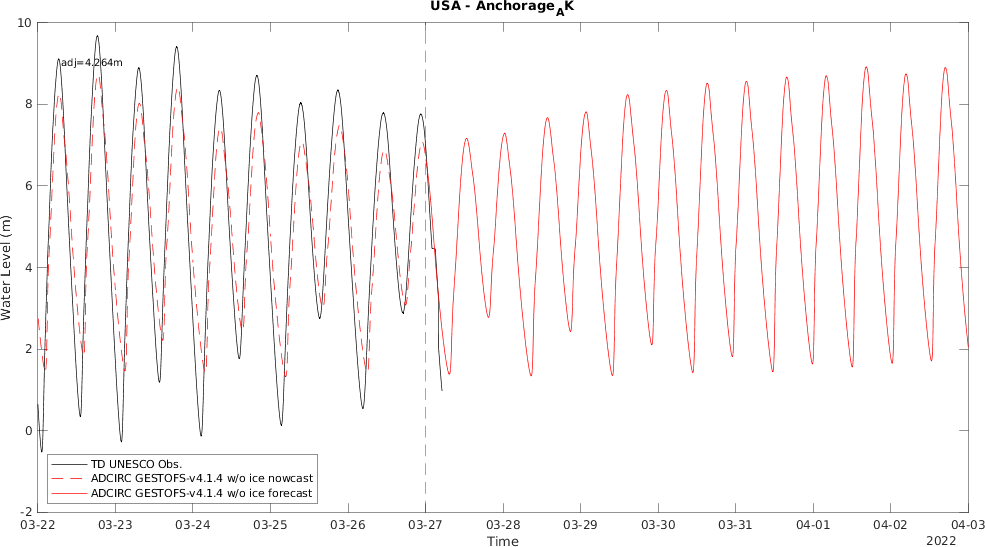 USA - Anchorage_AK
10
adj=4.264m
8
6
4
2
0
-2
Water Level (m)
TD UNESCO Obs.
ADCIRC GESTOFS-v4.1.4 w/o ice nowcast
ADCIRC GESTOFS-v4.1.4 w/o ice forecast
03-22 03-23 03-24 03-25 03-26 03-27 03-28 03-29 03-30 03-31 04-01 04-02 04-03
Time
2022